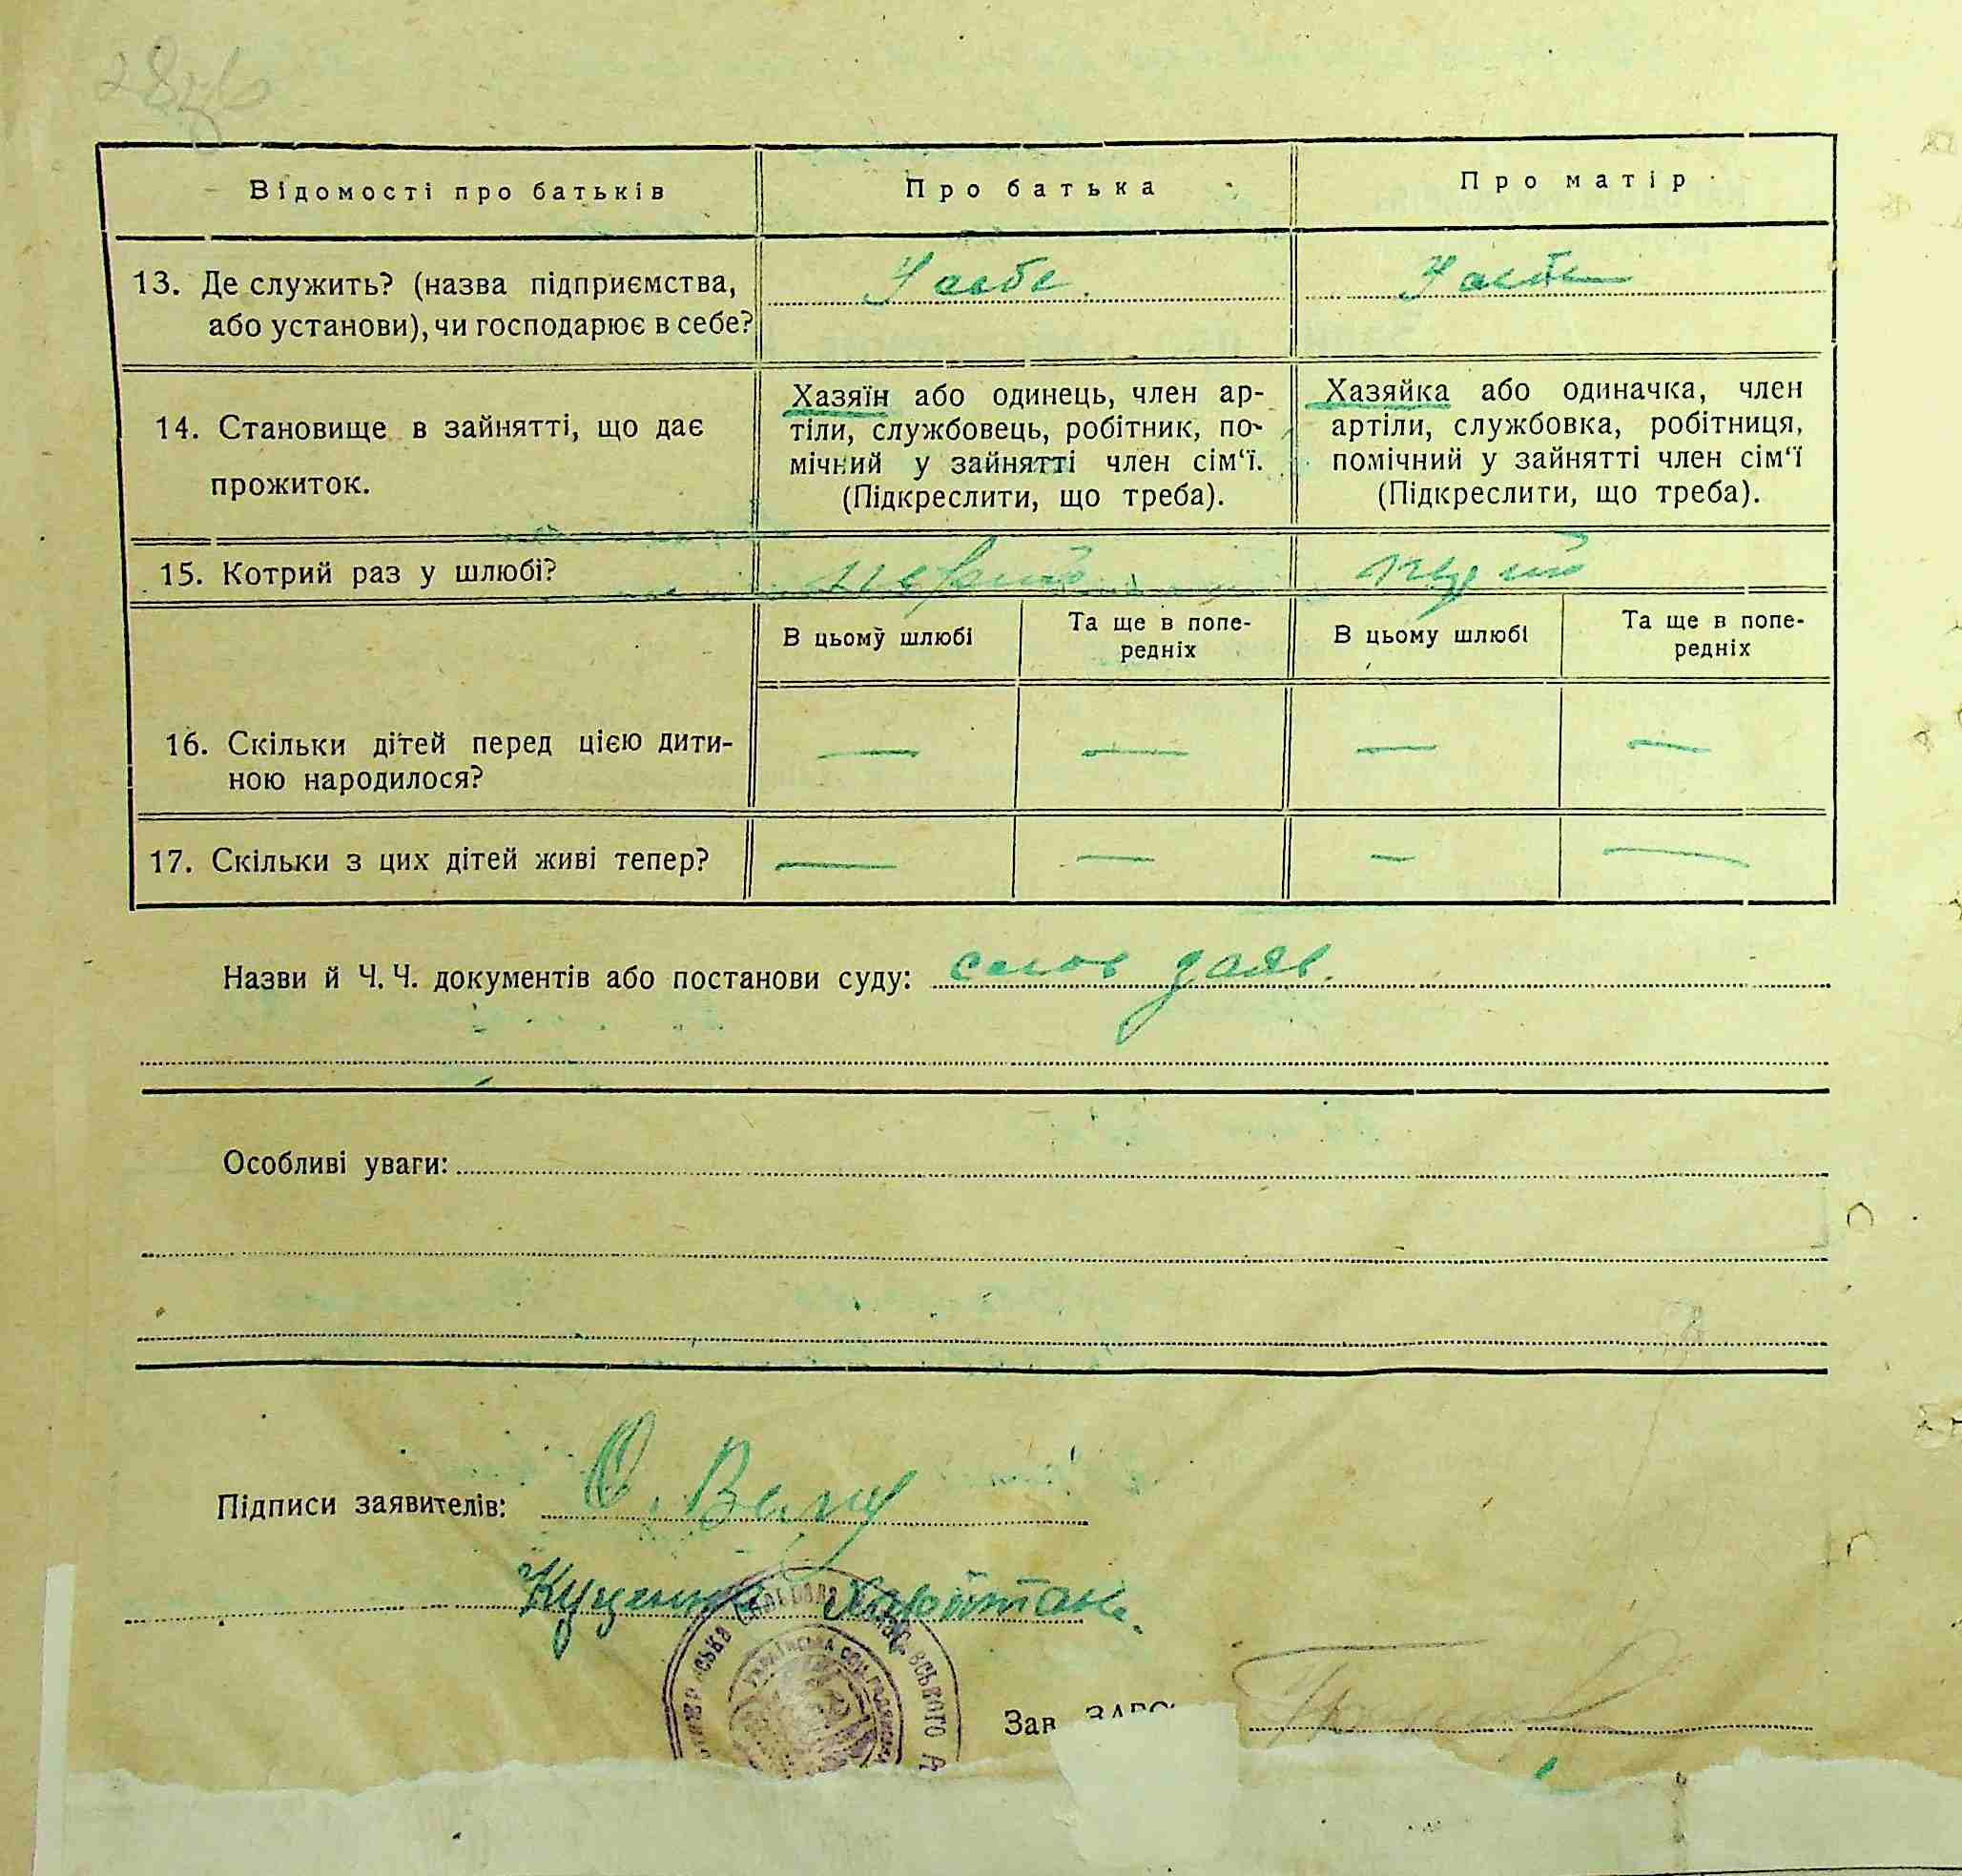 Відомості про батьків
Про батька
Про матір
13. Де служить? (назва підприємства,
або установи), чи господарює в себе?
У себе
У себе
14. Становище в зайнятті, що дає
прожиток.
Хазяїн або одинець, член ар-
тіли, службовець, робітник, по-
мічний у зайнятті член сім‘ї.
(Підкреслити, що треба).
Хазяйка або одиначка, член
артіли, службовка, робітниця,
помічний у зайнятті член сім‘ї
(Підкреслити, що треба).
15. Котрий раз у шлюбі?
В цьому шлюбі
Та ще в попе-
редніх
В цьому шлюбі
Та ще в попе-
редніх
16. Скільки дітей перед цією дити-
ною народилося?
— — — —
17. Скільки з цих дітей живі тепер?
— — — —
Назви й Ч. Ч. документів або постанови суду:
Особливі уваги:
Підписи заявителів:
Куценко
Зав.